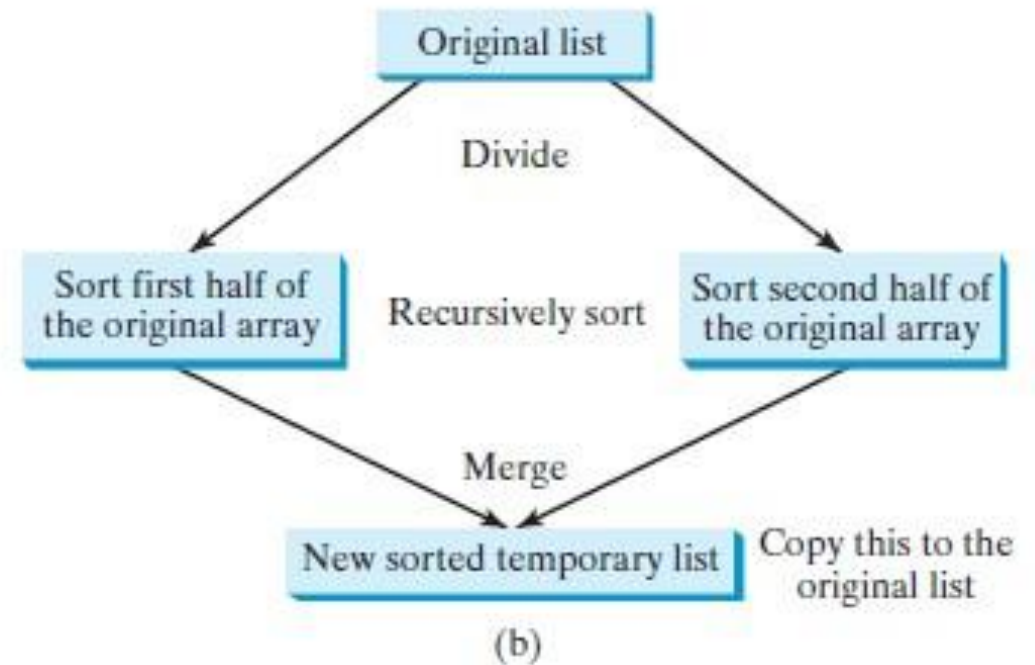 Original list
Divide
Sort first half of
the original array
Recursively sort
Sort second half of
the original array
Merge
New sorted temporary list
Copy this to the
original list
(b)